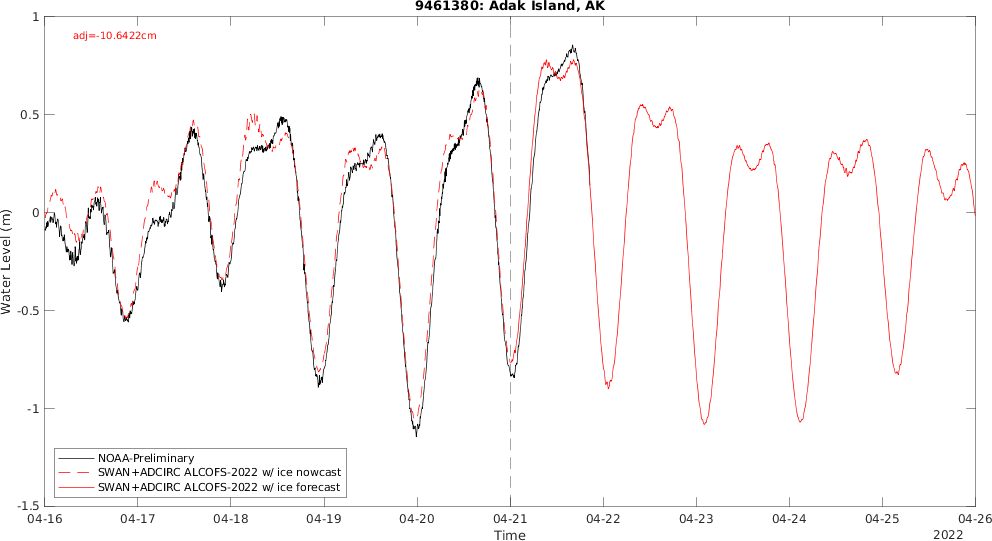 9461380: Adak Island, AK
adj=-10.6422cm
Water Level (m)
1
0.5
0
-0.5
-1
-1.5
NOAA-Preliminary
SWAN+ADCIRC ALCOFS-2022 w/ ice nowcast
SWAN+ADCIRC ALCOFS-2022 w/ ice forecast
04-16 04-17 04-18 04-19 04-20 04-21 04-22 04-23 04-24 04-25 04-26
Time
2022